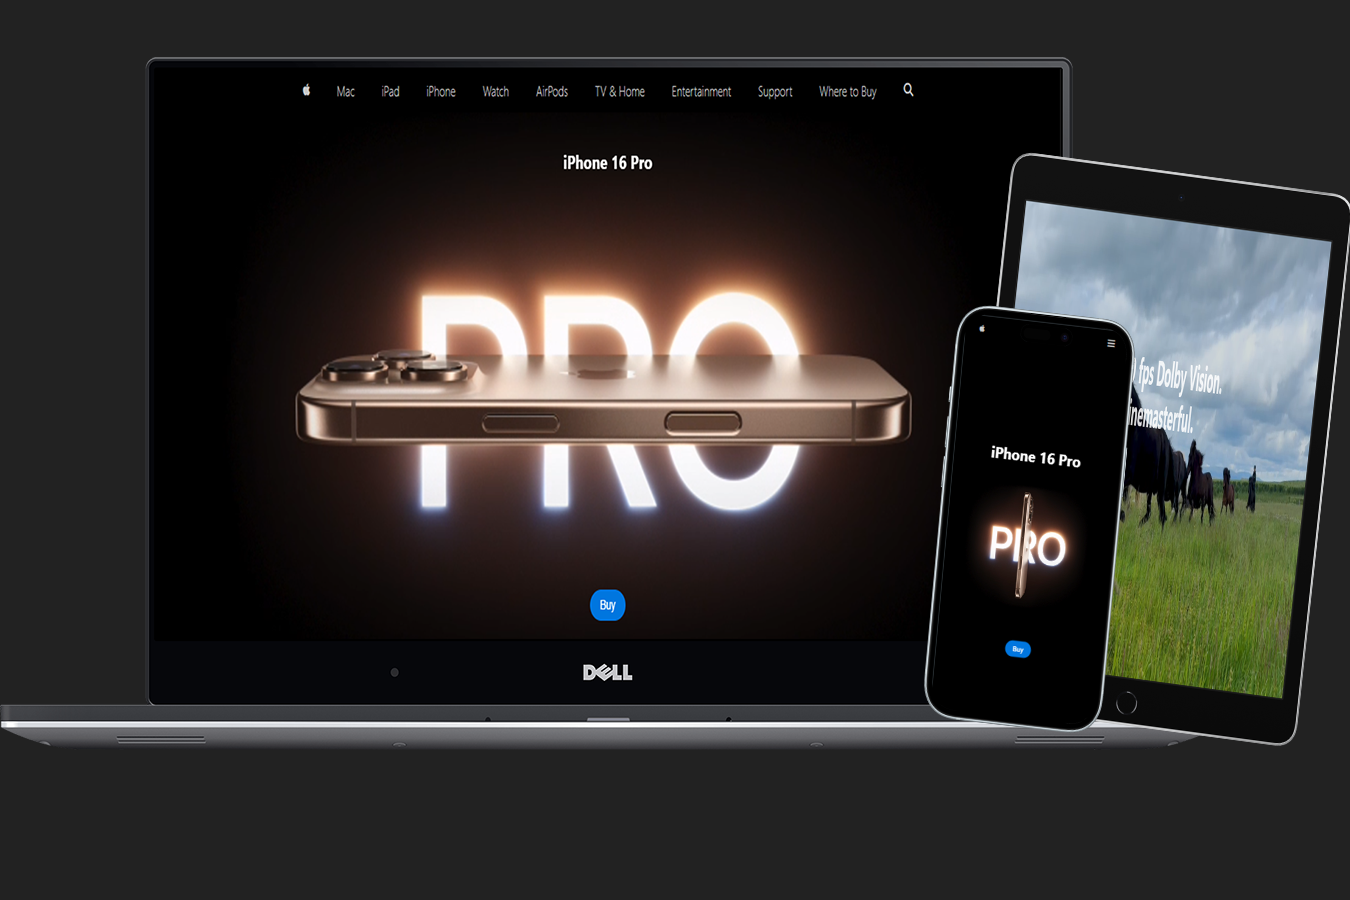 Mac iPad iPhone Watch AirPods TV & Home Entertainment Support Where to Buy
iPhone 16 Pro
PRO
Buy
DELL
fps Dolby Vision.
inemasterful.
iPhone 16 Pro
PRO
Buy